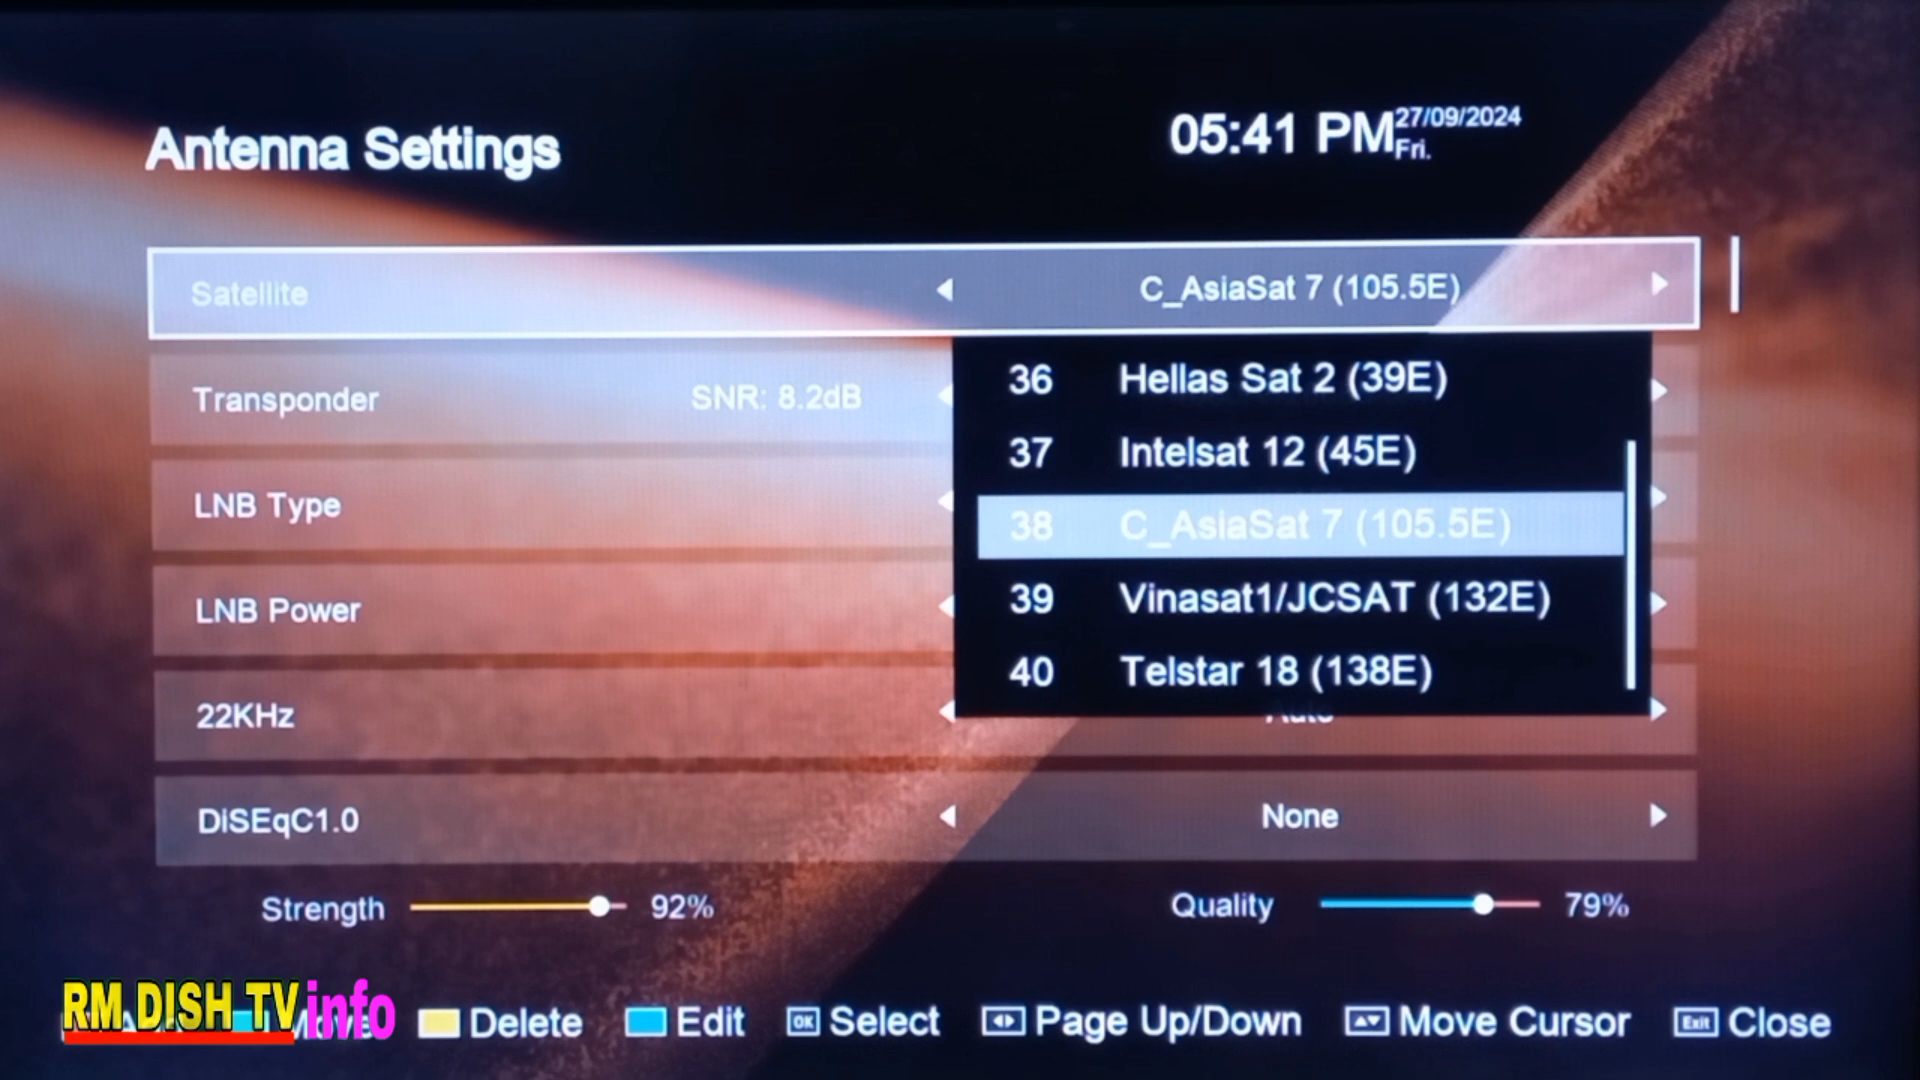 Antenna Settings
05:41 PM
27/09/2024
Fri.
Satellite
C_AsiaSat 7 (105.5E)
Transponder
SNR: 8.2dB
LNB Type
LNB Power
22KHz
Auto
DiSEqC1.0
None
36 Hellas Sat 2 (39E)
37 Intelsat 12 (45E)
38 C_AsiaSat 7 (105.5E)
39 Vinasat1/JCSAT (132E)
40 Telstar 18 (138E)
Strength 92%
Quality 79%
RM DISH TV info
Delete
Edit
OK Select
Page Up/Down
Move Cursor
Exit Close